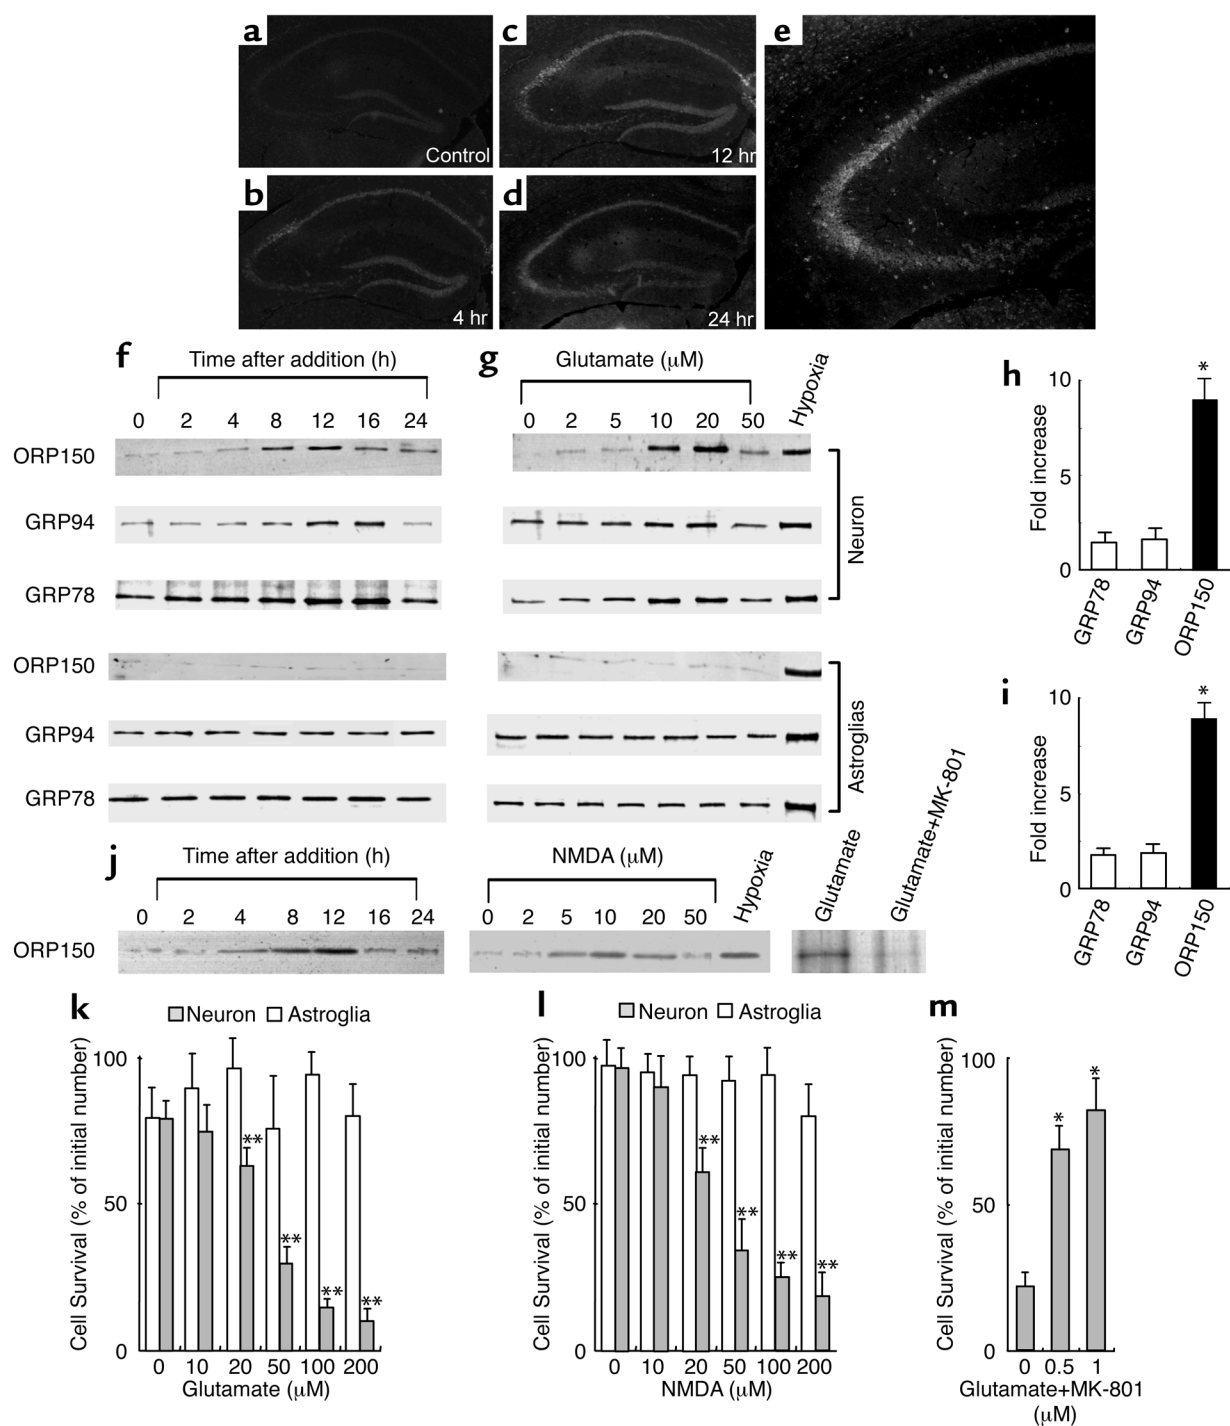 a
Control
c
12 hr
e
b
4 hr
d
24 hr
f
Time after addition (h)
0 2 4 8 12 16 24
g
Glutamate (μM)
0 2 5 10 20 50
Hypoxia
ORP150
GRP94
GRP78
Neuron
ORP150
GRP94
GRP78
Astroglias
h
Fold increase
10
5
0
*
GRP78
GRP94
ORP150
i
Fold increase
10
5
0
*
GRP78
GRP94
ORP150
j
Time after addition (h)
0 2 4 8 12 16 24
NMDA (μM)
0 2 5 10 20 50
Hypoxia
Glutamate
Glutamate+MK-801
ORP150
k
Neuron Astroglia
Cell Survival (% of initial number)
100
50
0
**
**
**
**
0 10 20 50 100 200
Glutamate (μM)
l
Neuron Astroglia
Cell Survival (% of initial number)
100
50
0
**
**
**
**
0 10 20 50 100 200
NMDA (μM)
m
Cell Survival (% of initial number)
100
50
0
*
*
0 0.5 1
Glutamate+MK-801
(μM)